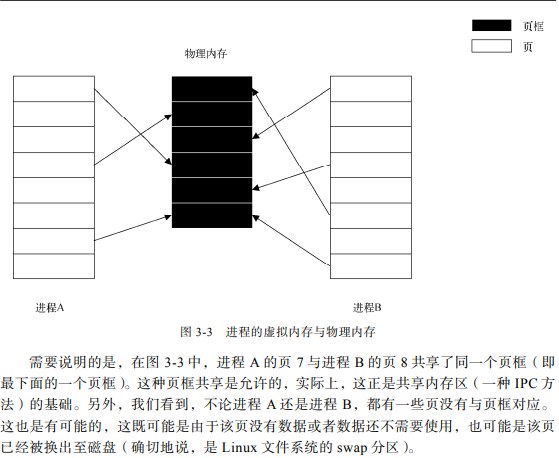 页框
页
物理内存
进程A
进程B
图 3-3 进程的虚拟内存与物理内存
需要说明的是，在图 3-3 中，进程 A 的页 7 与进程 B 的页 8 共享了同一个页框（即
最下面的一个页框）。这种页框共享是允许的，实际上，这正是共享内存区（一种 IPC 方
法）的基础。另外，我们看到，不论进程 A 还是进程 B，都有一些页没有与页框对应。
这也是有可能的，这既可能是由于该页没有数据或者数据还不需要使用，也可能是该页
已经被换出至磁盘（确切地说，是 Linux 文件系统的 swap 分区）。